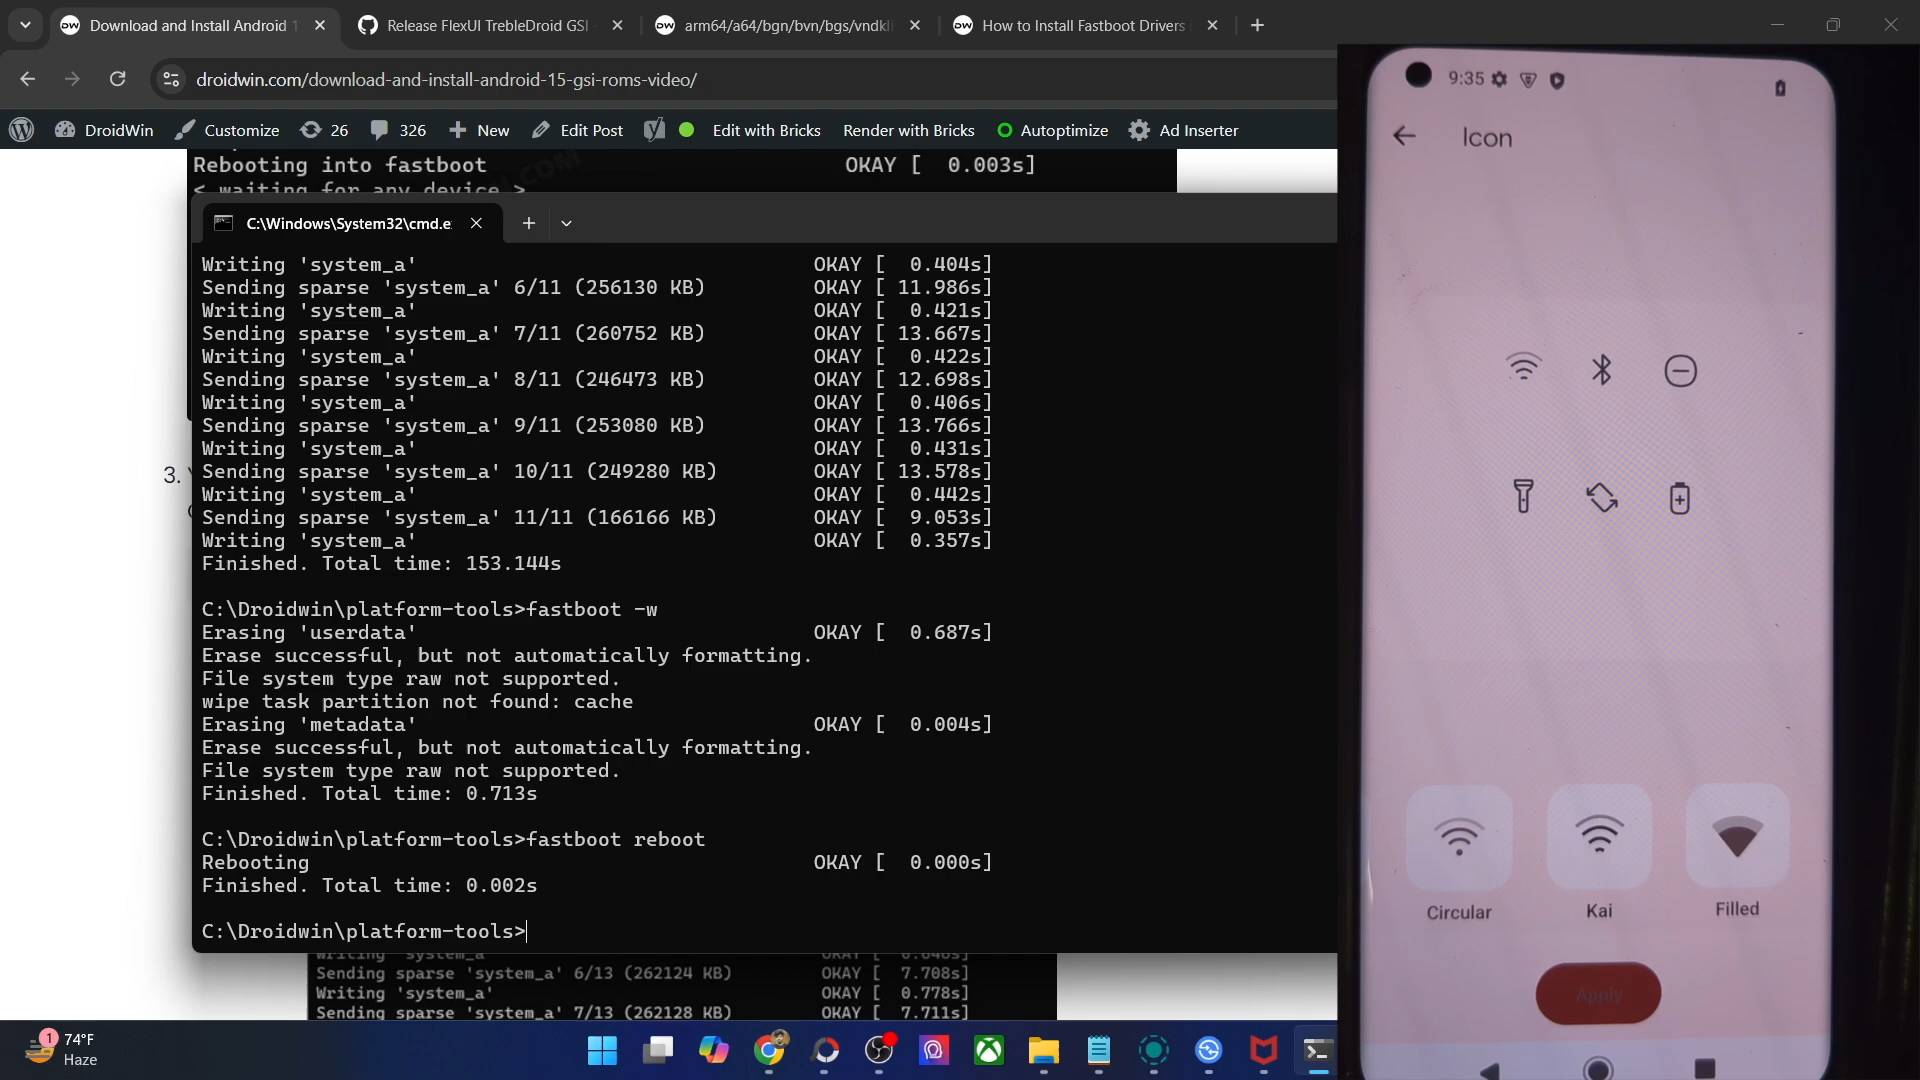 Download and Install Android 1
Release FlexUI TrebleDroid GSI
arm64/a64/bgn/bvn/bgs/vndkli
How to Install Fastboot Drivers
droidwin.com/download-and-install-android-15-gsi-roms-video/
DroidWin Customize 26 326 New Edit Post Edit with Bricks Render with Bricks Autoptimize Ad Inserter
Rebooting into fastboot OKAY [ 0.003s]
< waiting for any device >
C:\Windows\System32\cmd.e
Writing 'system_a' OKAY [ 0.404s]
Sending sparse 'system_a' 6/11 (256130 KB) OKAY [ 11.986s]
Writing 'system_a' OKAY [ 0.421s]
Sending sparse 'system_a' 7/11 (260752 KB) OKAY [ 13.667s]
Writing 'system_a' OKAY [ 0.422s]
Sending sparse 'system_a' 8/11 (246473 KB) OKAY [ 12.698s]
Writing 'system_a' OKAY [ 0.406s]
Sending sparse 'system_a' 9/11 (253080 KB) OKAY [ 13.766s]
Writing 'system_a' OKAY [ 0.431s]
Sending sparse 'system_a' 10/11 (249280 KB) OKAY [ 13.578s]
Writing 'system_a' OKAY [ 0.442s]
Sending sparse 'system_a' 11/11 (166166 KB) OKAY [ 9.053s]
Writing 'system_a' OKAY [ 0.357s]
Finished. Total time: 153.144s
C:\Droidwin\platform-tools>fastboot -w
Erasing 'userdata' OKAY [ 0.687s]
Erase successful, but not automatically formatting.
File system type raw not supported.
wipe task partition not found: cache
Erasing 'metadata' OKAY [ 0.004s]
Erase successful, but not automatically formatting.
File system type raw not supported.
Finished. Total time: 0.713s
C:\Droidwin\platform-tools>fastboot reboot
Rebooting OKAY [ 0.000s]
Finished. Total time: 0.002s
C:\Droidwin\platform-tools>
3.
Writing 'system_a'
Sending sparse 'system_a' 6/13 (262124 KB) OKAY [ 7.708s]
Writing 'system_a' OKAY [ 0.778s]
Sending sparse 'system_a' 7/13 (262128 KB) OKAY [ 7.711s]
1
74°F
Haze
9:35
Icon
Circular
Kai
Filled
Apply